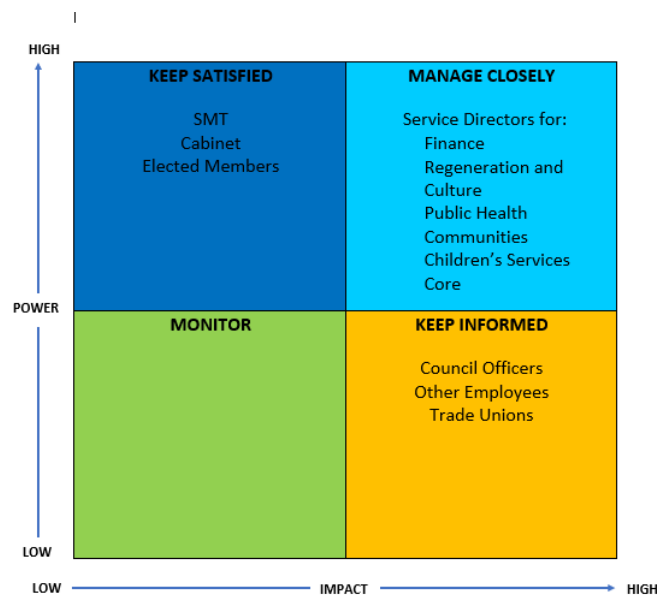 I
HIGH
KEEP SATISFIED
SMT
Cabinet
Elected Members
MANAGE CLOSELY
Service Directors for:
Finance
Regeneration and
Culture
Public Health
Communities
Children’s Services
Core
POWER
MONITOR
KEEP INFORMED
Council Officers
Other Employees
Trade Unions
LOW
LOW
IMPACT
HIGH